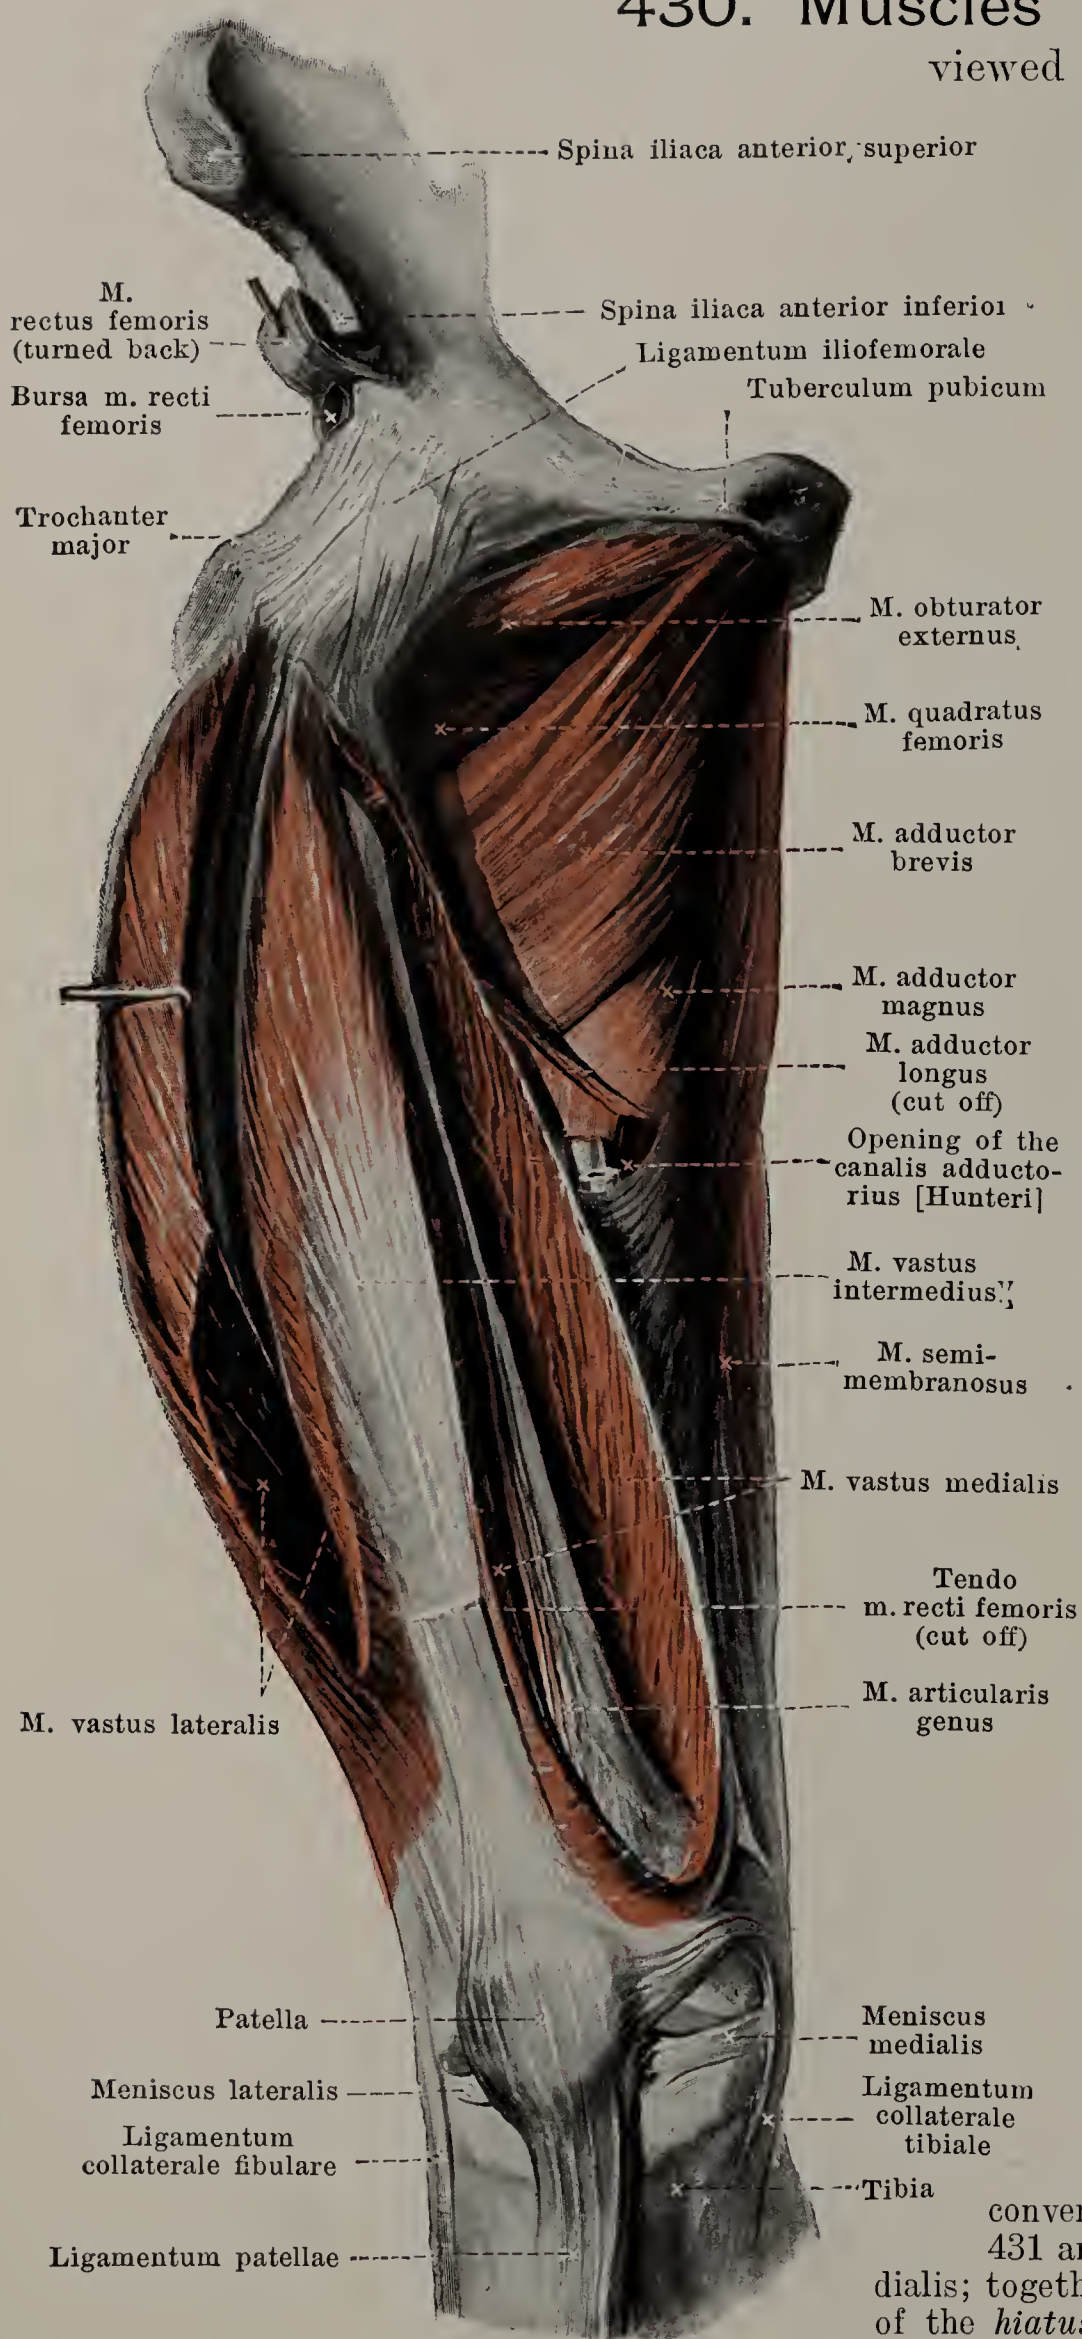 430. Muscles
viewed
Spina iliaca anterior superior
M.
rectus femoris
(turned back)
Spina iliaca anterior inferior
Ligamentum iliofemorale
Tuberculum pubicum
Bursa m. recti
femoris
Trochanter
major
M. obturator
externus
M. quadratus
femoris
M. adductor
brevis
M. adductor
magnus
M. adductor
longus
(cut off)
Opening of the
canalis adducto-
rius [Hunteri]
M. vastus
intermedius
M. semi-
membranosus
M. vastus medialis
Tendo
m. recti femoris
(cut off)
M. articularis
genus
M. vastus lateralis
Patella
Meniscus
medialis
Meniscus lateralis
Ligamentum
collaterale
tibiale
Ligamentum
collaterale fibulare
Tibia
Ligamentum patellae
conver
431 an
dialis; togeth
of the hiatus